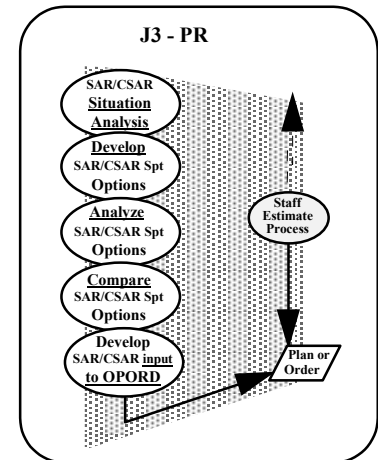 J3 - PR
SAR/CSAR
Situation
Analysis
Develop
SAR/CSAR Spt
Options
Analyze
SAR/CSAR Spt
Options
Compare
SAR/CSAR Spt
Options
Develop
SAR/CSAR input
to OPORD
Staff
Estimate
Process
Plan or
Order